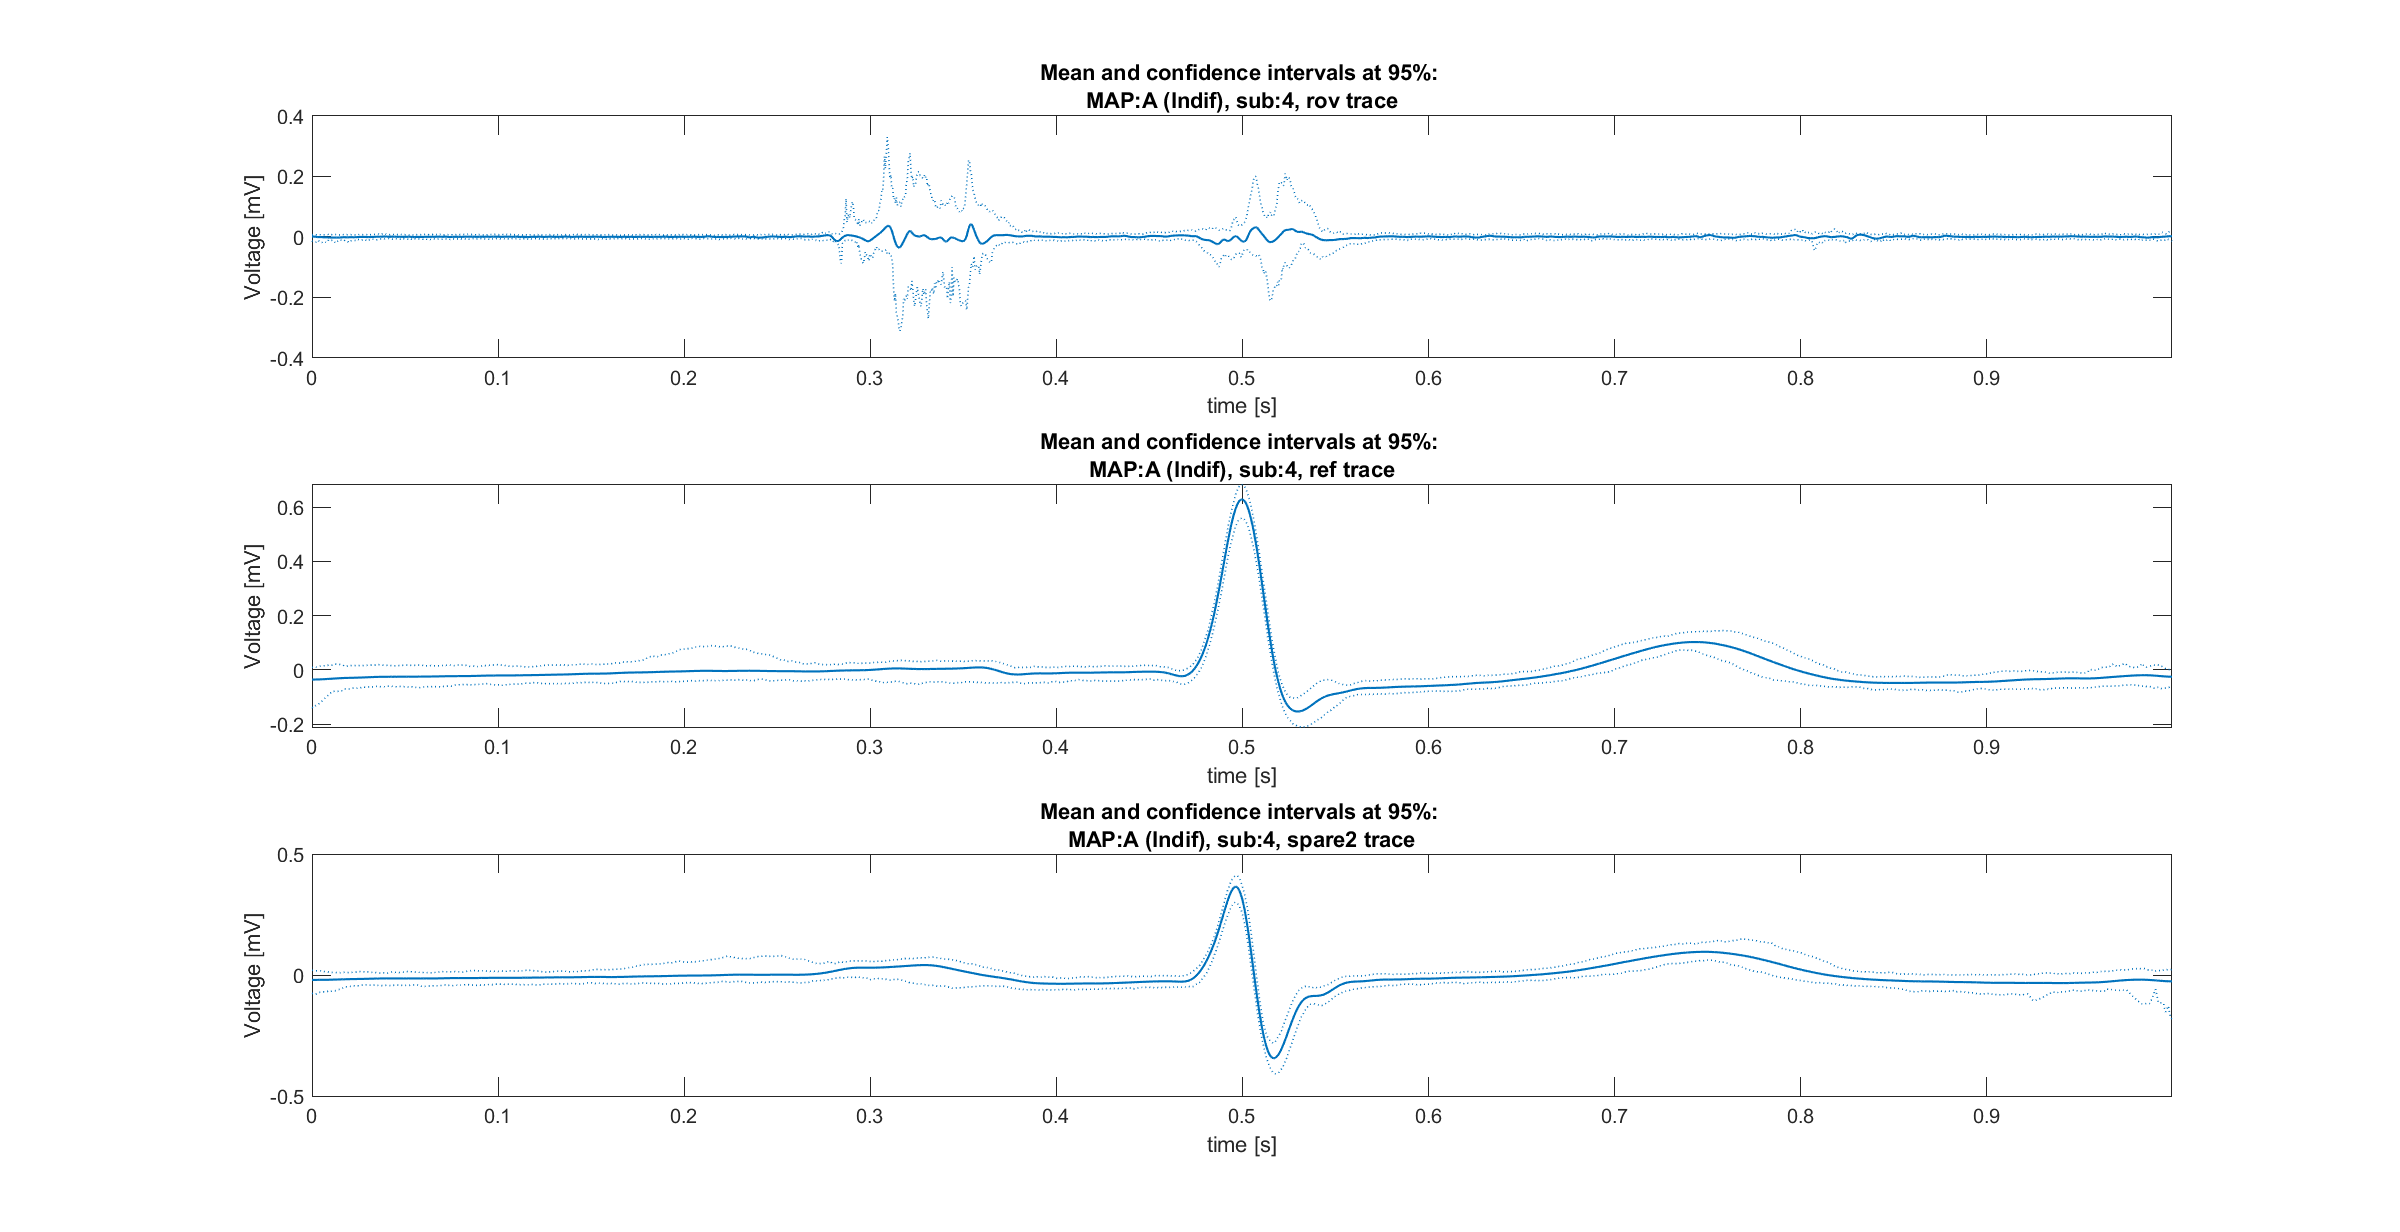 Mean and confidence intervals at 95%:
MAP:A (Indif), sub:4, rov trace
Voltage [mV]
0.4
0.2
0
-0.2
-0.4
0 0.1 0.2 0.3 0.4 0.5 0.6 0.7 0.8 0.9
time [s]
Mean and confidence intervals at 95%:
MAP:A (Indif), sub:4, ref trace
Voltage [mV]
0.6
0.4
0.2
0
-0.2
0 0.1 0.2 0.3 0.4 0.5 0.6 0.7 0.8 0.9
time [s]
Mean and confidence intervals at 95%:
MAP:A (Indif), sub:4, spare2 trace
Voltage [mV]
0.5
0
-0.5
0 0.1 0.2 0.3 0.4 0.5 0.6 0.7 0.8 0.9
time [s]